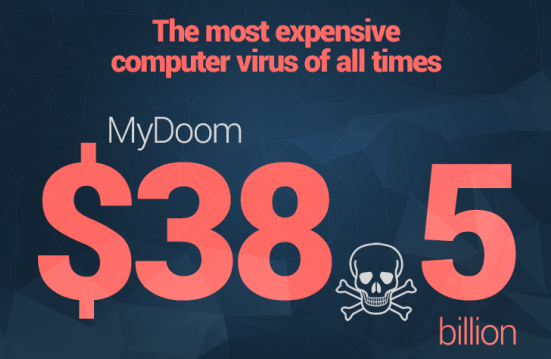 The most expensive
computer virus of all times
MyDoom
$38.5
billion